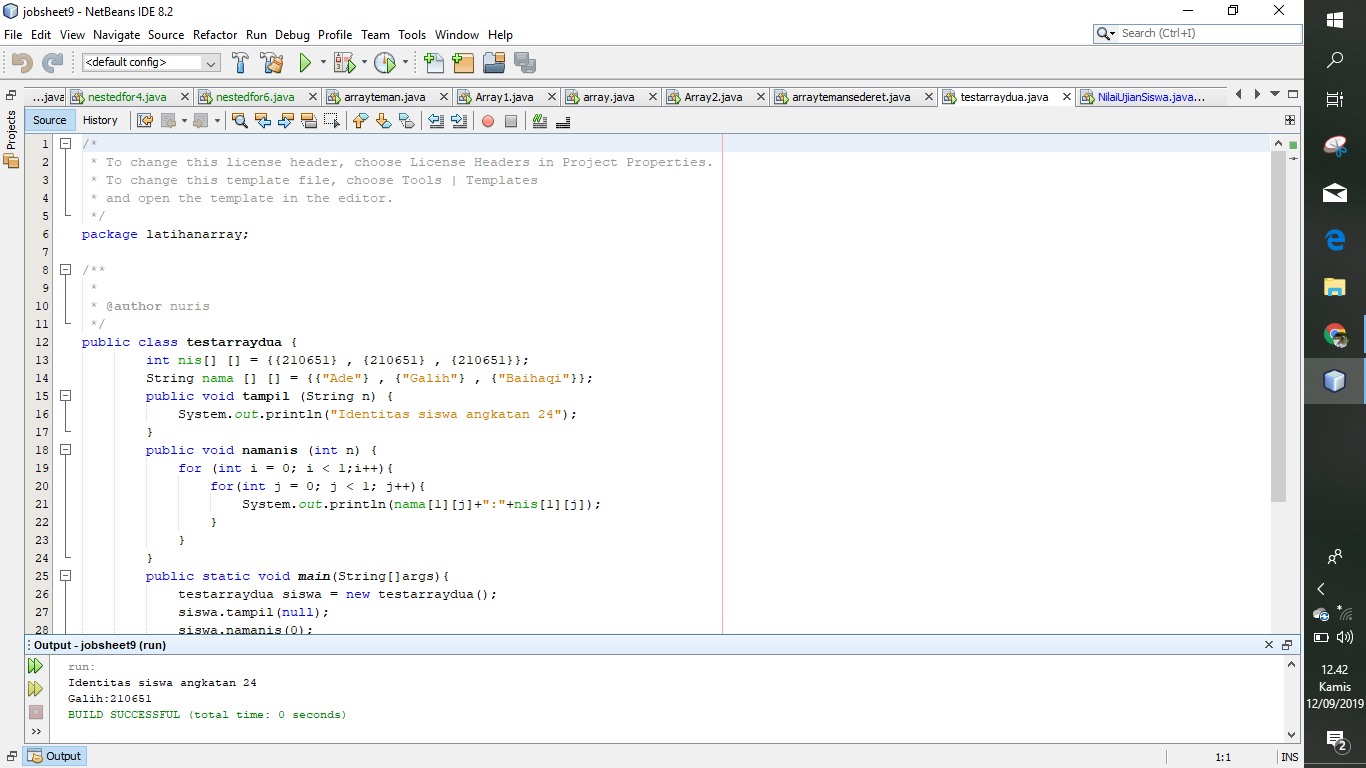 jobsheet9 - NetBeans IDE 8.2
File Edit View Navigate Source Refactor Run Debug Profile Team Tools Window Help
Search (Ctrl+I)
<default config>
...java nestedfor4.java nestedfor6.java arrayteman.java Array1.java array.java Array2.java arraytemansederet.java testarraydua.java NilaiUjianSiswa.java...
Projects
Source History
1 /*
2 * To change this license header, choose License Headers in Project Properties.
3 * To change this template file, choose Tools | Templates
4 * and open the template in the editor.
5 */
6 package latihanarray;
7
8 /**
9 *
10 * @author nuris
11 */
12 public class testarraydua {
13 int nis[] [] = {{210651} , {210651} , {210651}};
14 String nama [] [] = {{"Ade"} , {"Galih"} , {"Baihaqi"}};
15 public void tampil (String n) {
16 System.out.println("Identitas siswa angkatan 24");
17 }
18 public void namanis (int n) {
19 for (int i = 0; i < 1;i++){
20 for(int j = 0; j < 1; j++){
21 System.out.println(nama[1][j]+":"+nis[1][j]);
22 }
23 }
24 }
25 public static void main(String[]args){
26 testarraydua siswa = new testarraydua();
27 siswa.tampil(null);
28 siswa.namanis(0);
Output - jobsheet9 (run)
run:
Identitas siswa angkatan 24
Galih:210651
BUILD SUCCESSFUL (total time: 0 seconds)
Output
1:1 INS
12.42
Kamis
12/09/2019
2